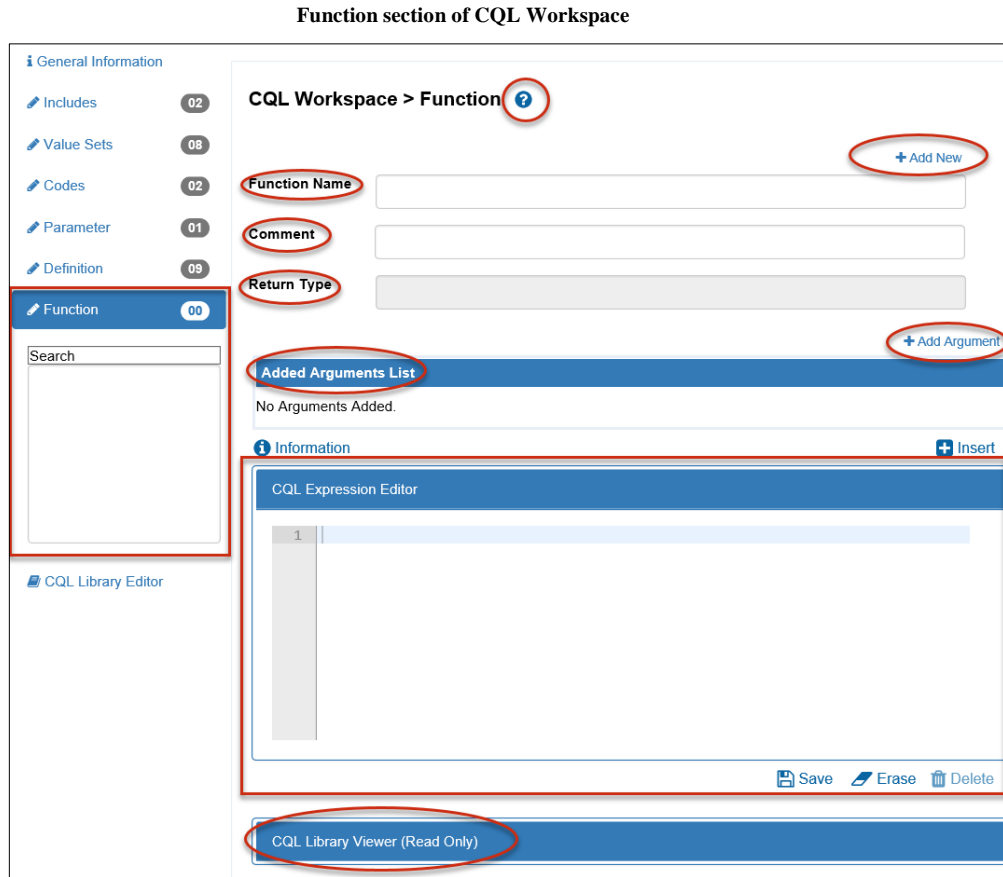 Function section of CQL Workspace
General Information
Includes 02
Value Sets 08
Codes 02
Parameter 01
Definition 09
Function 00
Search
CQL Library Editor
CQL Workspace > Function ?
+ Add New
Function Name
Comment
Return Type
+ Add Argument
Added Arguments List
No Arguments Added.
Information
Insert
CQL Expression Editor
1
Save Erase Delete
CQL Library Viewer (Read Only)